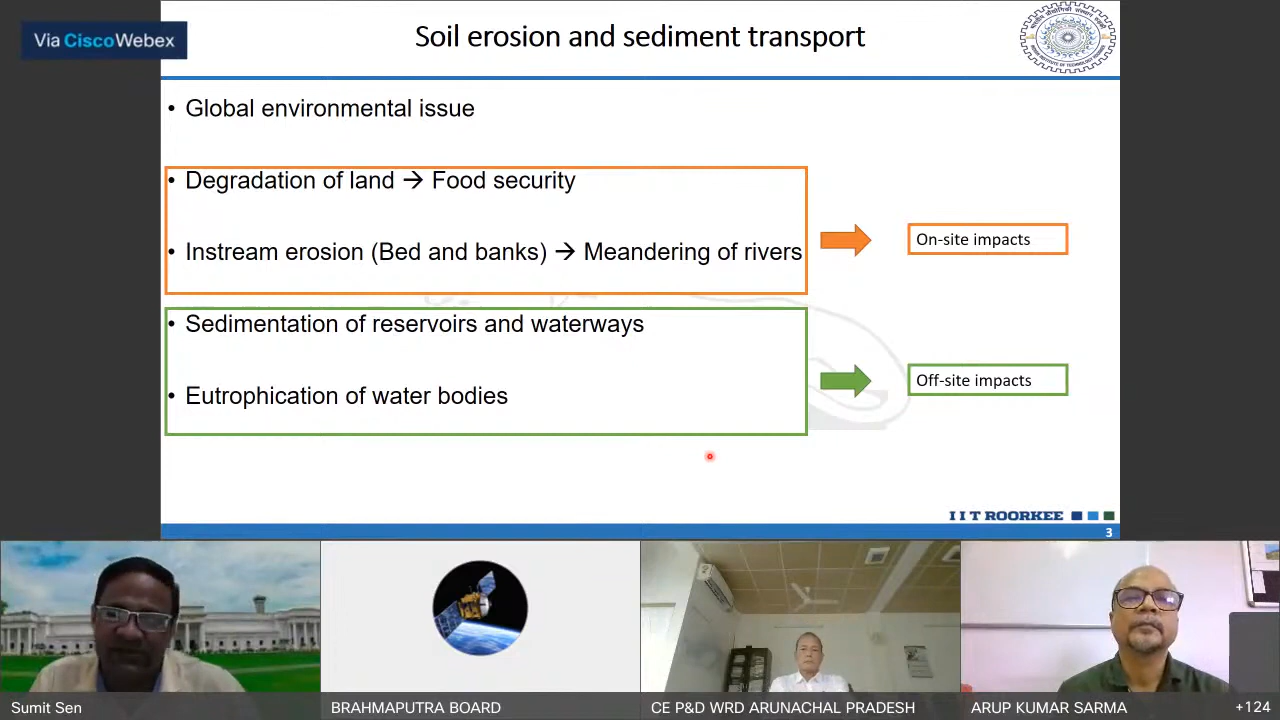 Via Cisco Webex
Soil erosion and sediment transport
• Global environmental issue
• Degradation of land → Food security
• Instream erosion (Bed and banks) → Meandering of rivers
On-site impacts
• Sedimentation of reservoirs and waterways
• Eutrophication of water bodies
Off-site impacts
IIT ROORKEE
3
Sumit Sen
BRAHMAPUTRA BOARD
CE P&D WRD ARUNACHAL PRADESH
ARUP KUMAR SARMA
+124